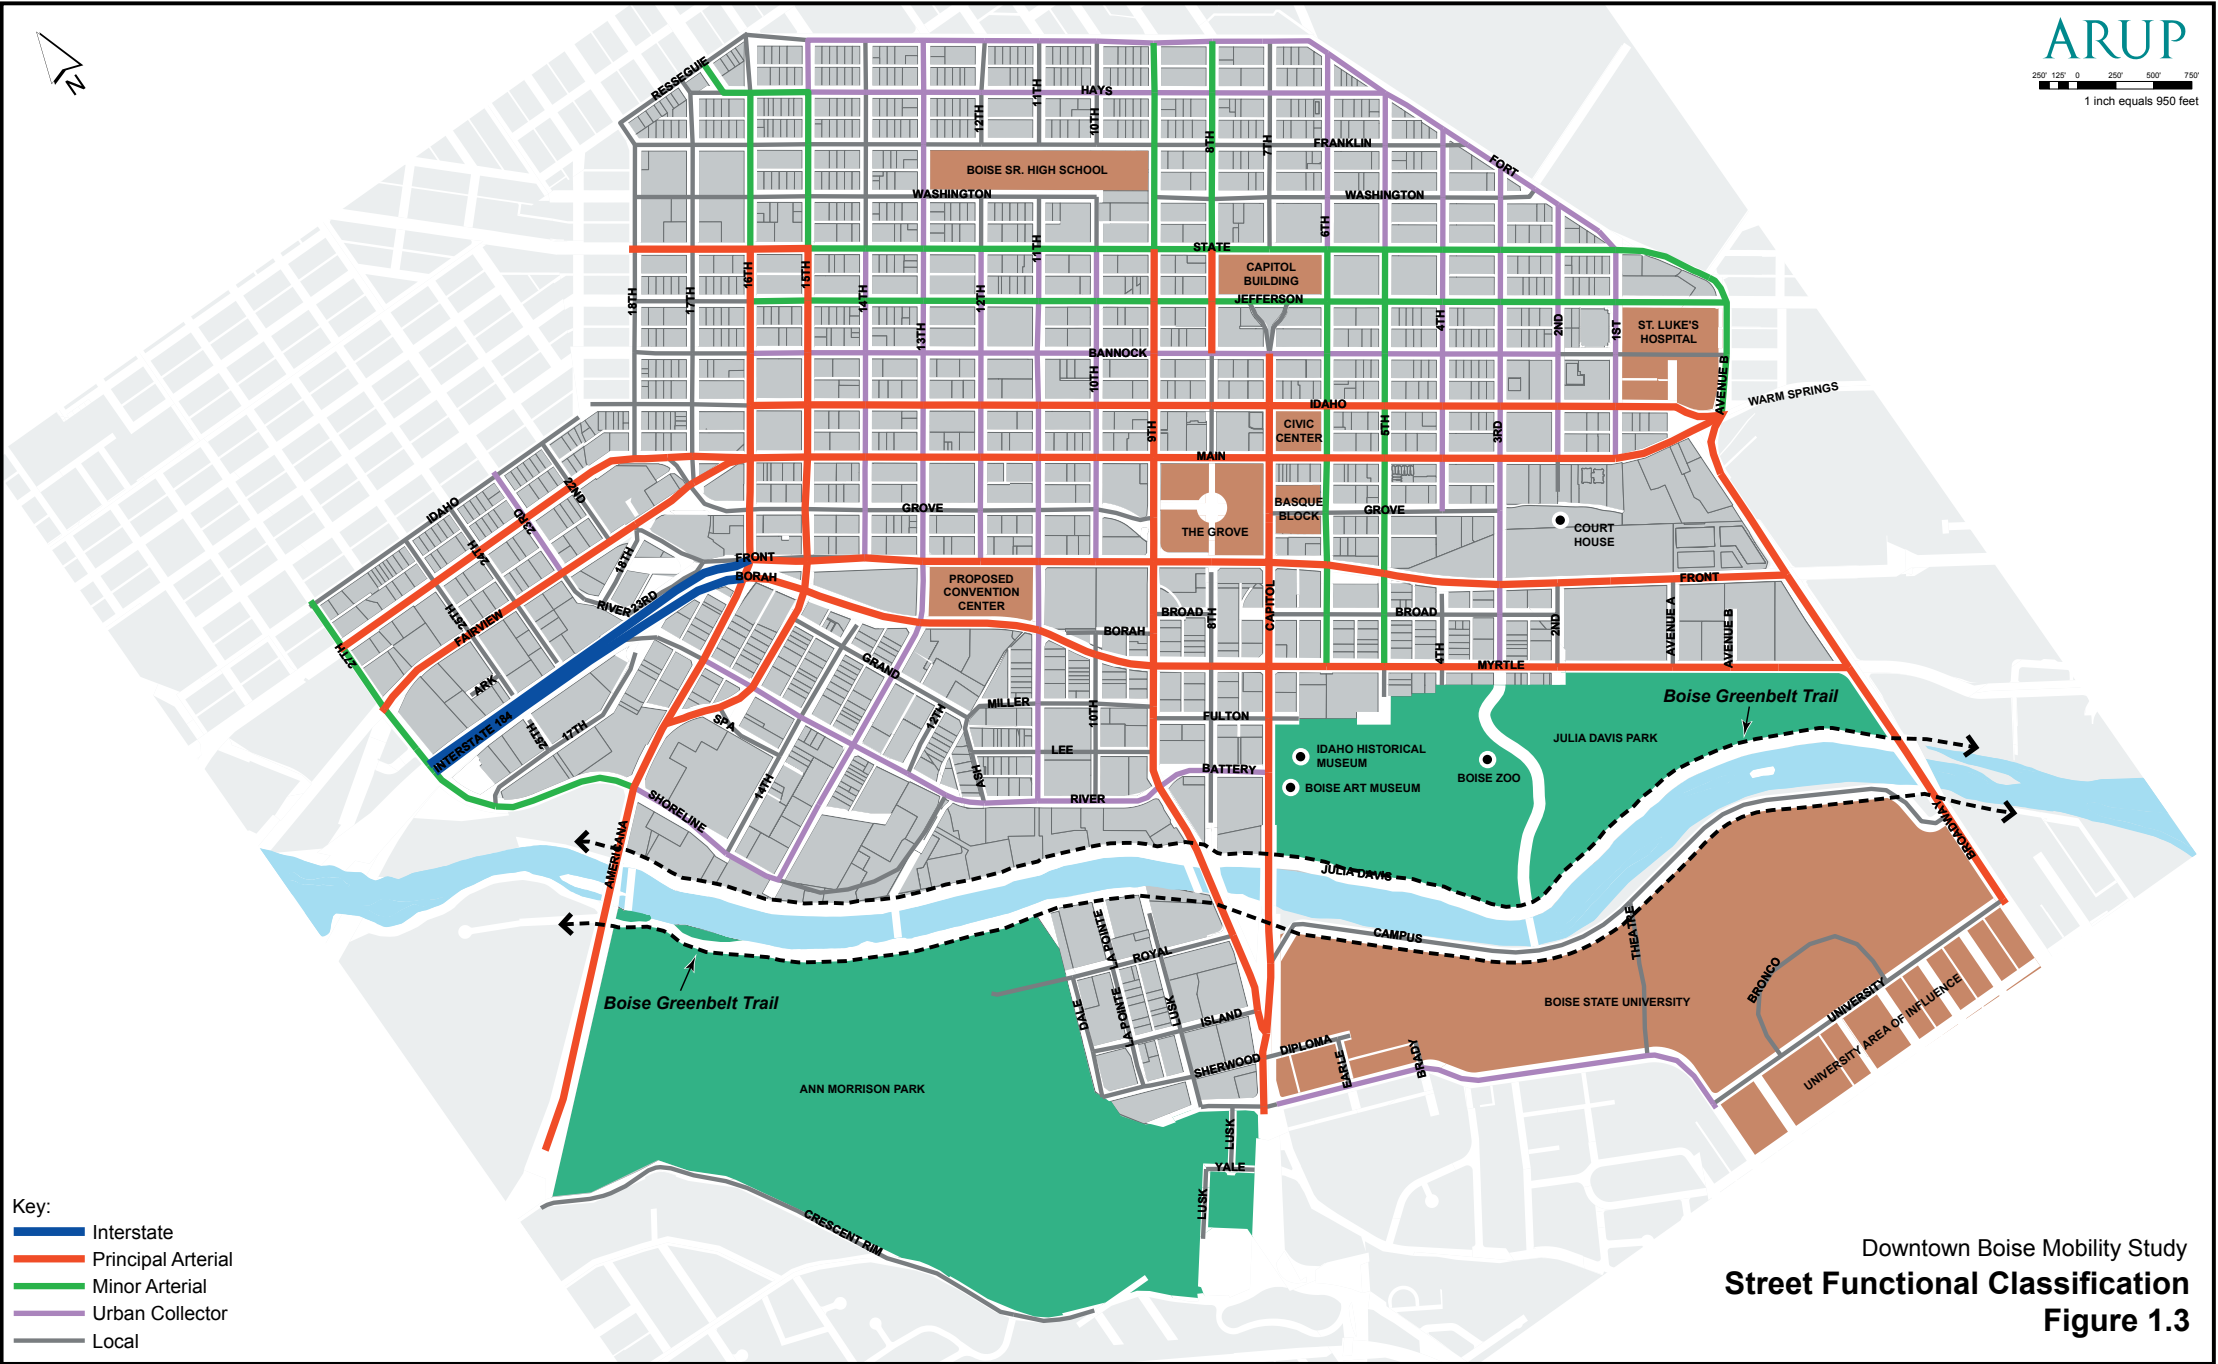 ARUP
250' 125' 0 250' 500' 750'
1 inch equals 950 feet
N
RESSEGUIE
HAYS
11TH
12TH
10TH
8TH
7TH
FRANKLIN
FORT
BOISE SR. HIGH SCHOOL
WASHINGTON
WASHINGTON
6TH
11TH
STATE
16TH
15TH
CAPITOL
BUILDING
18TH
17TH
14TH
12TH
JEFFERSON
13TH
4TH
2ND
1ST
ST. LUKE'S
HOSPITAL
BANNOCK
10TH
AVENUE B
WARM SPRINGS
IDAHO
9TH
CIVIC
CENTER
5TH
3RD
MAIN
22ND
IDAHO
23RD
GROVE
BASQUE
BLOCK
GROVE
THE GROVE
COURT
HOUSE
24TH
18TH
FRONT
BORAH
FRONT
PROPOSED
CONVENTION
CENTER
RIVER
23RD
25TH
FAIRVIEW
BROAD
8TH
CAPITOL
BROAD
2ND
AVENUE A
AVENUE B
BORAH
27TH
4TH
GRAND
MYRTLE
ARK
Boise Greenbelt Trail
MILLER
12TH
10TH
FULTON
SPA
INTERSTATE 184
25TH
17TH
LEE
IDAHO HISTORICAL
MUSEUM
JULIA DAVIS PARK
ASH
BATTERY
BOISE ZOO
14TH
BOISE ART MUSEUM
SHORELINE
RIVER
AMERICANA
JULIA DAVIS
BROADWAY
LA POINTE
ROYAL
CAMPUS
THEATRE
BRONCO
Boise Greenbelt Trail
DALE
LA POINTE
LUSK
ISLAND
BOISE STATE UNIVERSITY
UNIVERSITY
UNIVERSITY AREA OF INFLUENCE
SHERWOOD
DIPLOMA
EARLE
BRADY
ANN MORRISON PARK
LUSK
YALE
LUSK
CRESCENT RIM
Key:
Interstate
Principal Arterial
Minor Arterial
Urban Collector
Local
Downtown Boise Mobility Study
Street Functional Classification
Figure 1.3